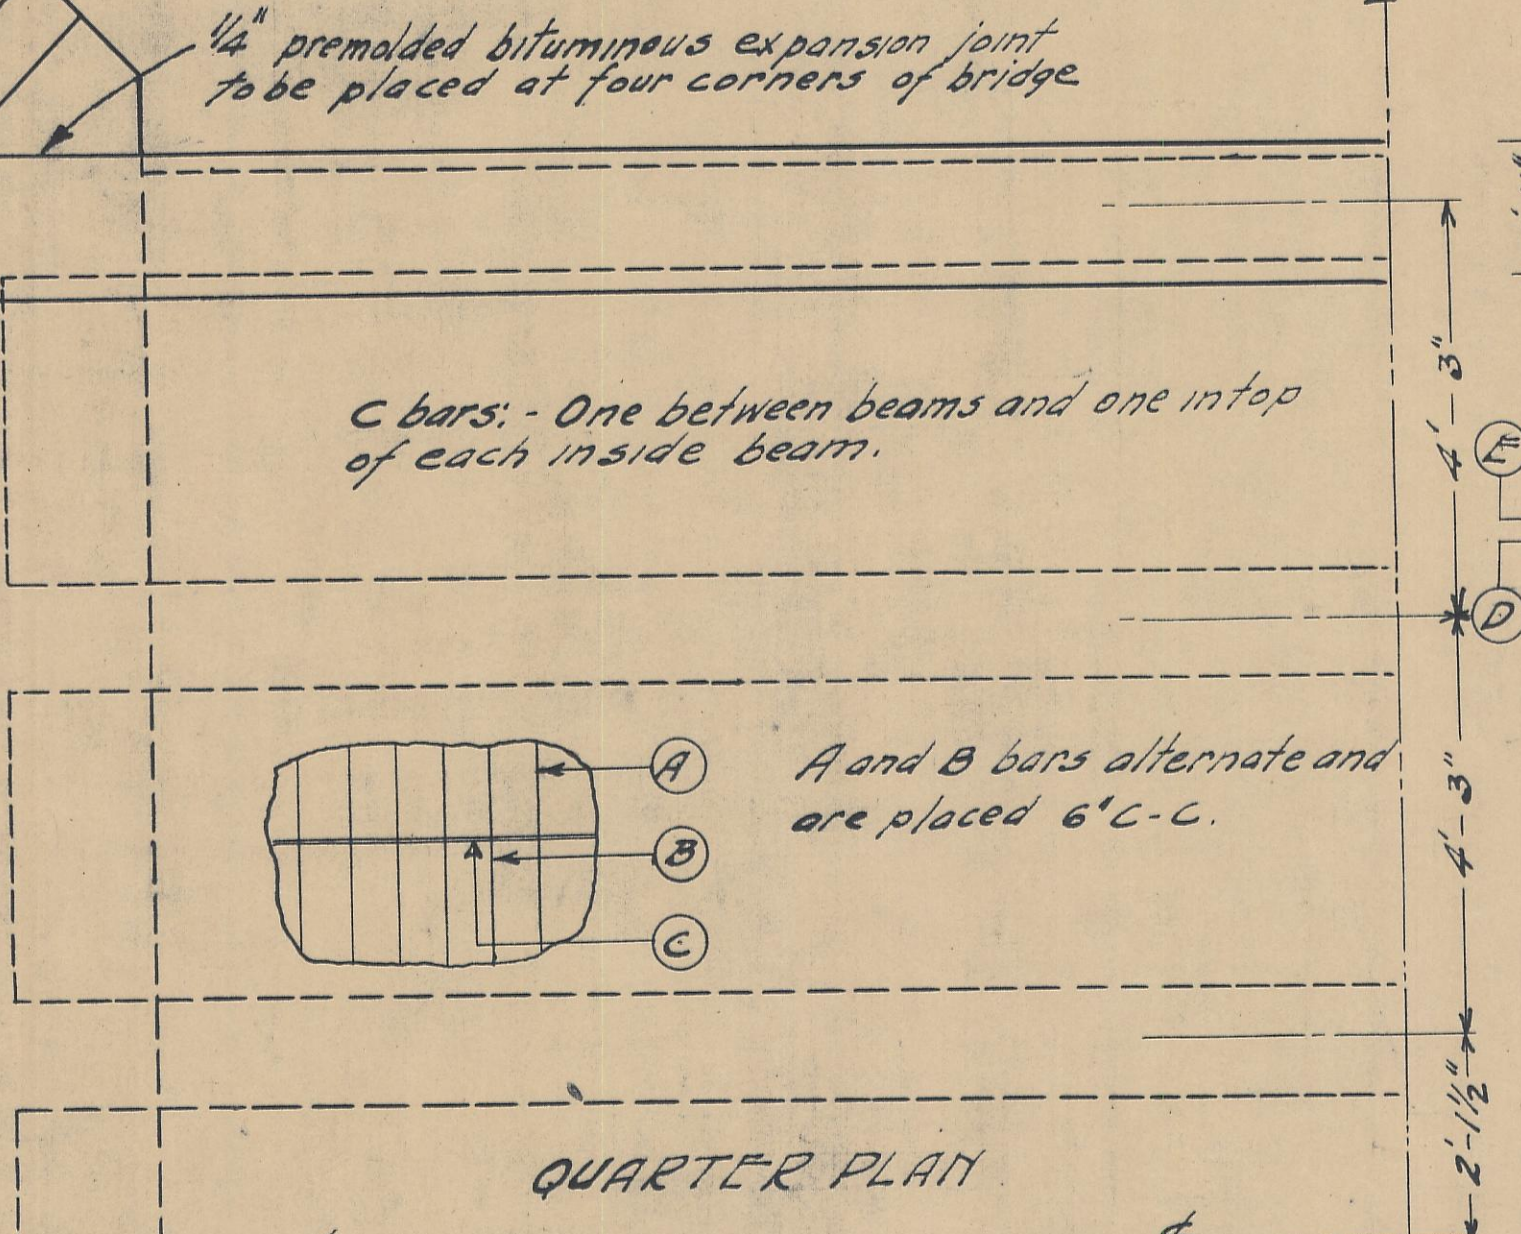 1/4" premolded bituminous expansion joint
to be placed at four corners of bridge
C bars: - One between beams and one in top
of each inside beam.
4'-3"
E
D
A
B
C
A and B bars alternate and
are placed 6" C-C.
4'-3"
2'-1 1/2"
QUARTER PLAN